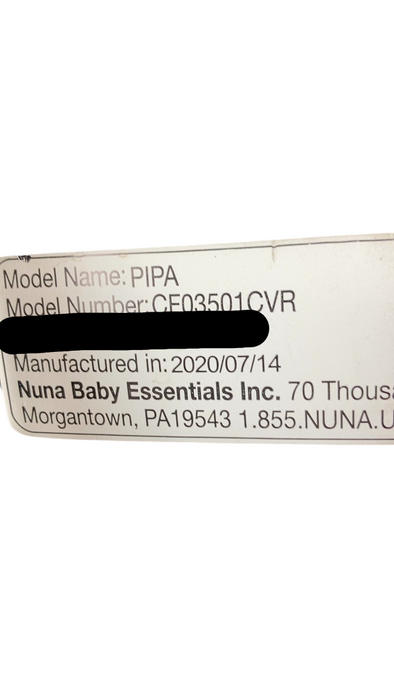 Model Name: PIPA
Model Number: CF03501CVR
Manufactured in: 2020/07/14
Nuna Baby Essentials Inc. 70 Thousa
Morgantown, PA19543 1.855.NUNA.U